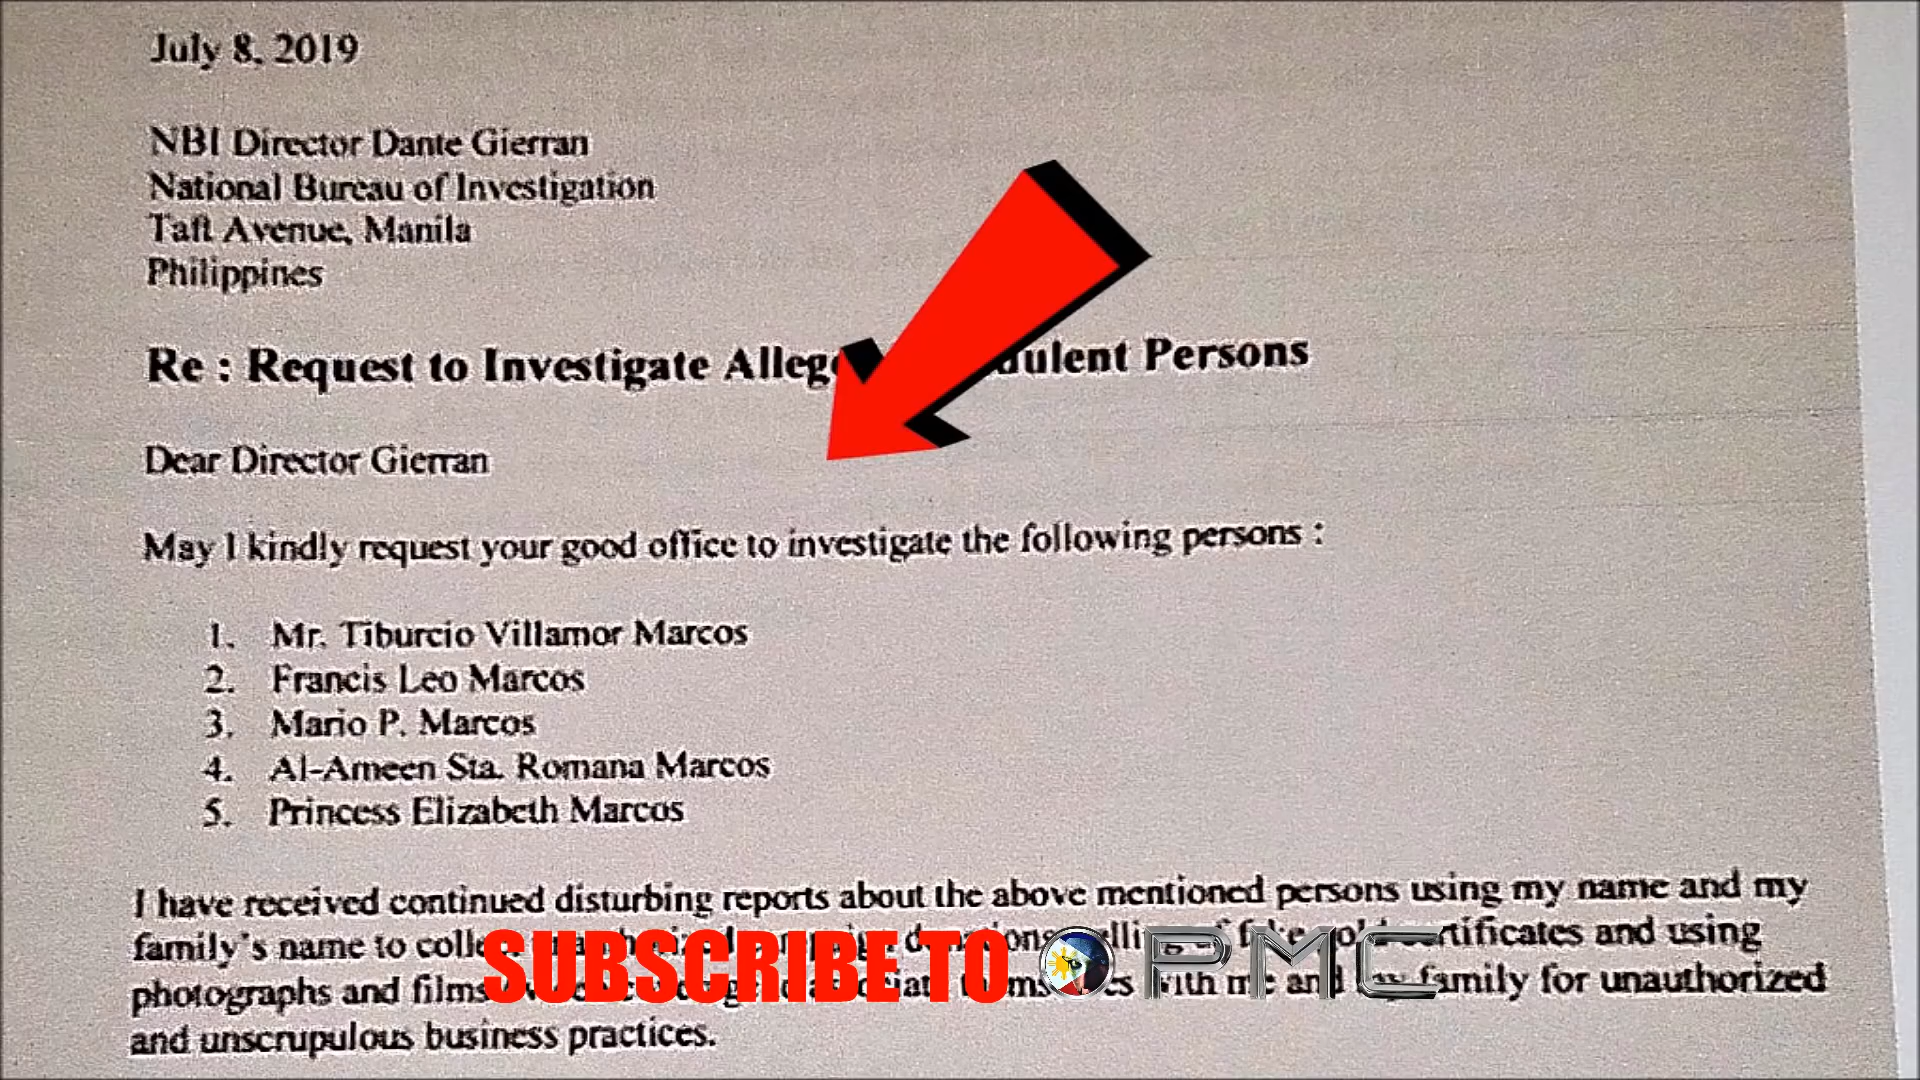 July 8, 2019
NBI Director Dante Gierran
National Bureau of Investigation
Taft Avenue, Manila
Philippines
Re : Request to Investigate Persons
Dear Director Gierran
May I kindly request your good office to investigate the following persons :
1. Mr. Tiburcio Villamor Marcos
2. Francis Leo Marcos
3. Mario P. Marcos
4. Al-Ameen Sta. Romana Marcos
5. Princess Elizabeth Marcos
I have received continued disturbing reports about the above mentioned persons using my name and my
family's name to and using
photographs and films with me and family for unauthorized
and unscrupulous business practices.
SUBSCRIBE TO PMC